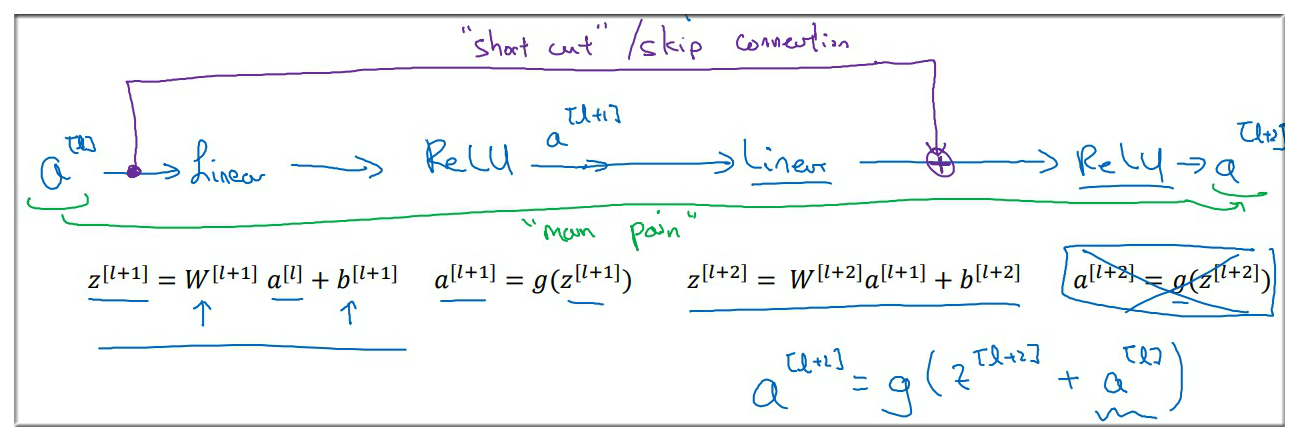 "short cut" / skip connection
a^[l] → Linear → ReLU a^[l+1] → Linear → ⊕ → ReLU → a^[l+2]
"main pain"
z^[l+1] = W^[l+1] a^[l] + b^[l+1] a^[l+1] = g(z^[l+1]) z^[l+2] = W^[l+2]a^[l+1] + b^[l+2] a^[l+2] = g(z^[l+2])
a^[l+2] = g(z^[l+2] + a^[l])